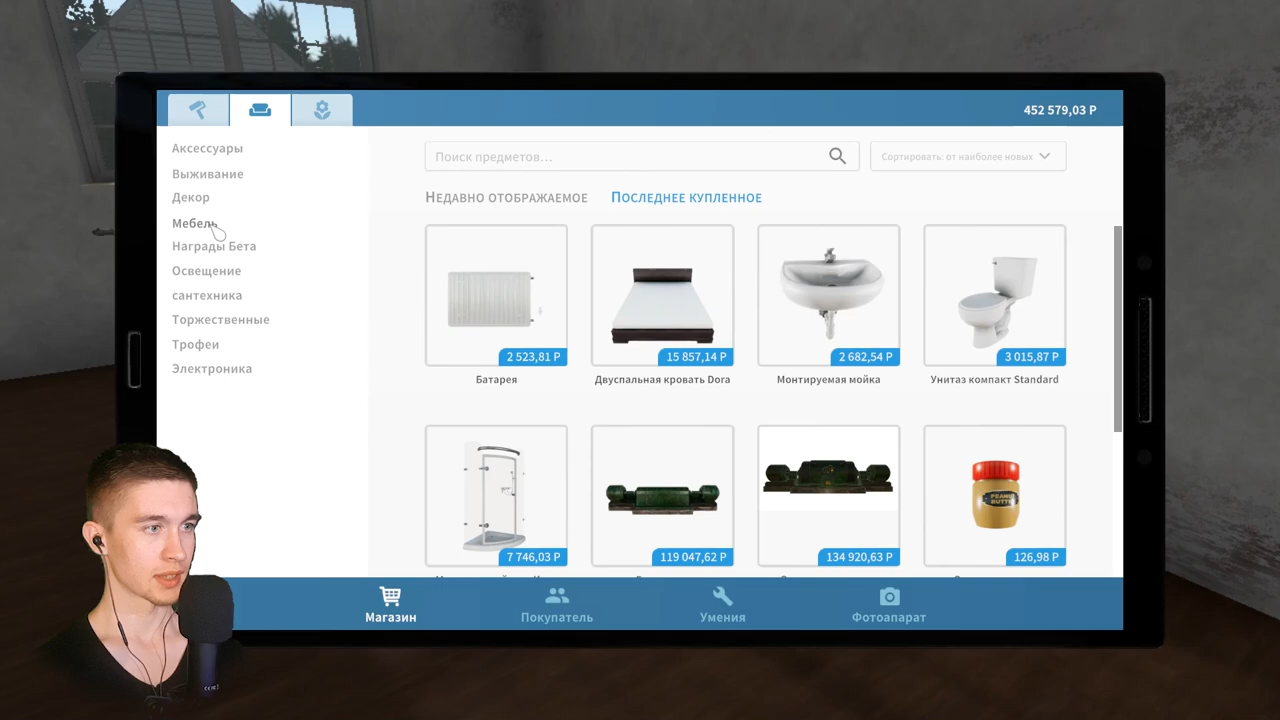 452 579,03 Р
Аксессуары
Выживание
Декор
Мебель
Награды Бета
Освещение
сантехника
Торжественные
Трофеи
Электроника
Поиск предметов...
Сортировать: от наиболее новых
Недавно отображаемое
Последнее купленное
2 523,81 Р
15 857,14 Р
2 682,54 Р
3 015,87 Р
Батарея
Двуспальная кровать Dora
Монтируемая мойка
Унитаз компакт Standard
PEANUT
BUTTER
7 746,03 Р
119 047,62 Р
134 920,63 Р
126,98 Р
Магазин
Покупатель
Умения
Фотоаппарат